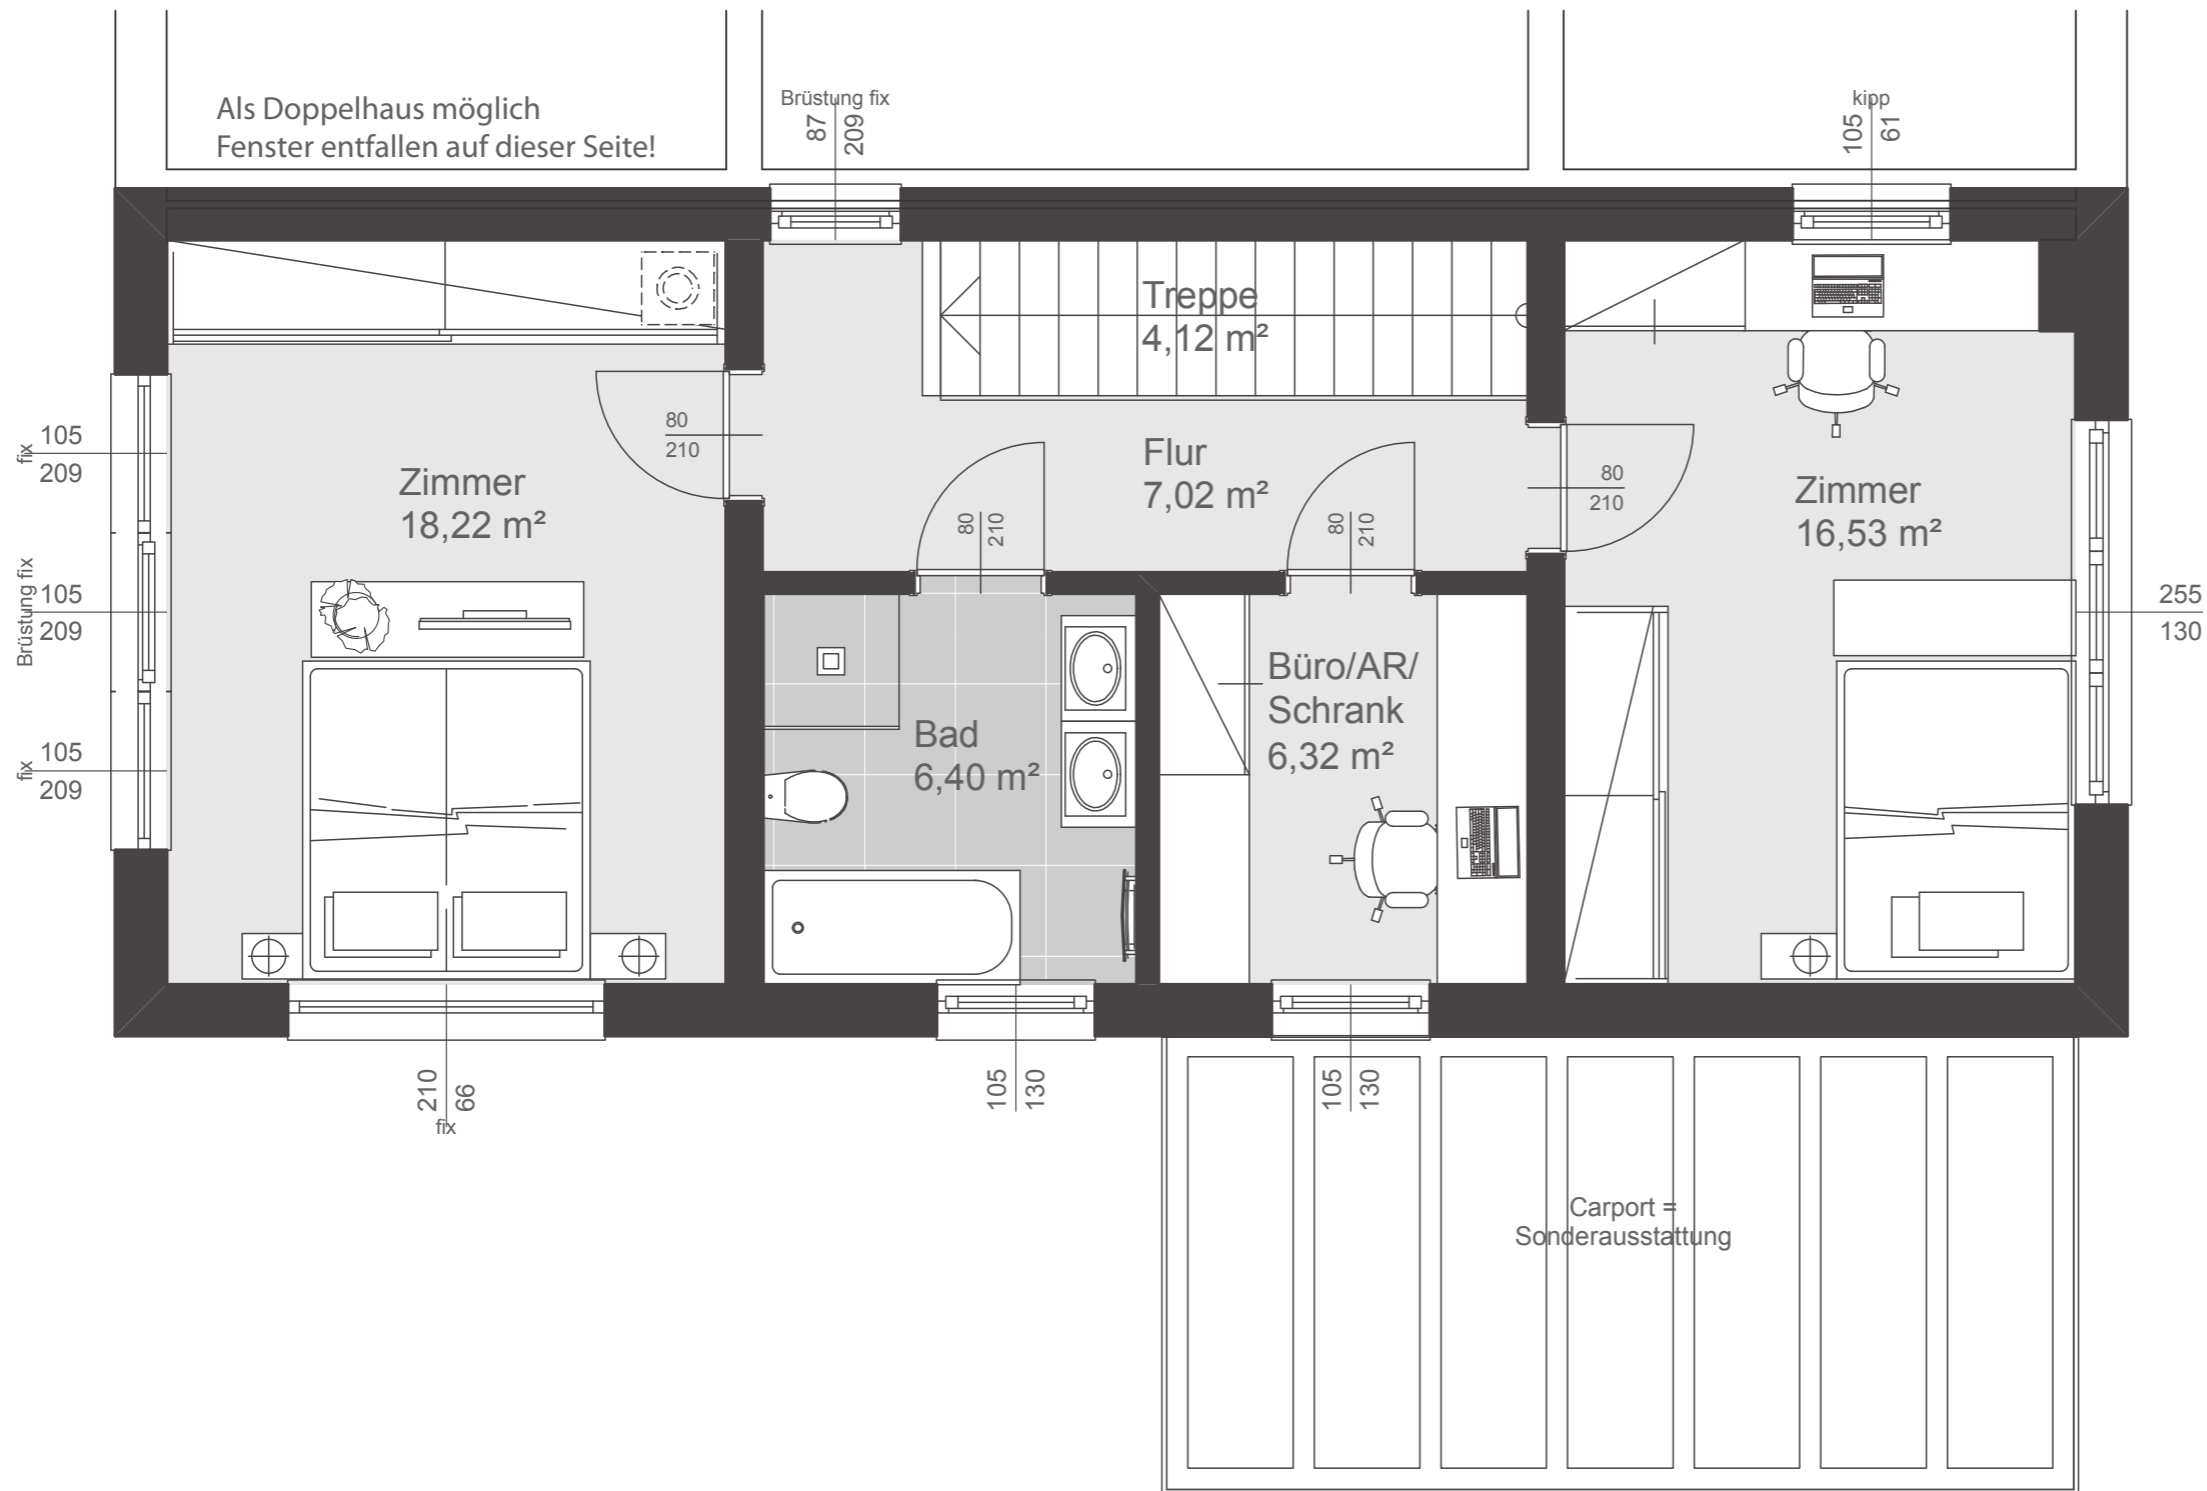 Als Doppelhaus möglich
Fenster entfallen auf dieser Seite!
Brüstung fix
87
209
kipp
105
61
Treppe
4,12 m²
fix
105
209
80
210
Zimmer
18,22 m²
Flur
7,02 m²
80
210
80
210
80
210
Zimmer
16,53 m²
Brüstung fix
105
209
255
130
fix
105
209
Bad
6,40 m²
Büro/AR/
Schrank
6,32 m²
210
66
fix
105
130
105
130
Carport =
Sonderausstattung